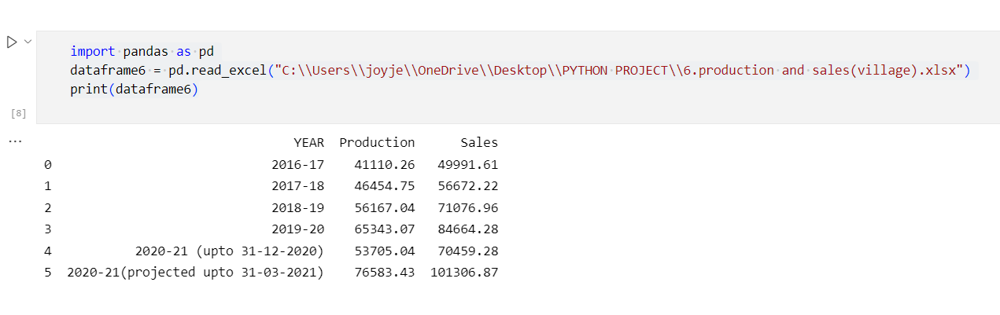 import pandas as pd
dataframe6 = pd.read_excel("C:\\Users\\joyje\\OneDrive\\Desktop\\PYTHON PROJECT\\6.production and sales(village).xlsx")
print(dataframe6)
[8]
...
YEAR Production Sales
0 2016-17 41110.26 49991.61
1 2017-18 46454.75 56672.22
2 2018-19 56167.04 71076.96
3 2019-20 65343.07 84664.28
4 2020-21 (upto 31-12-2020) 53705.04 70459.28
5 2020-21(projected upto 31-03-2021) 76583.43 101306.87